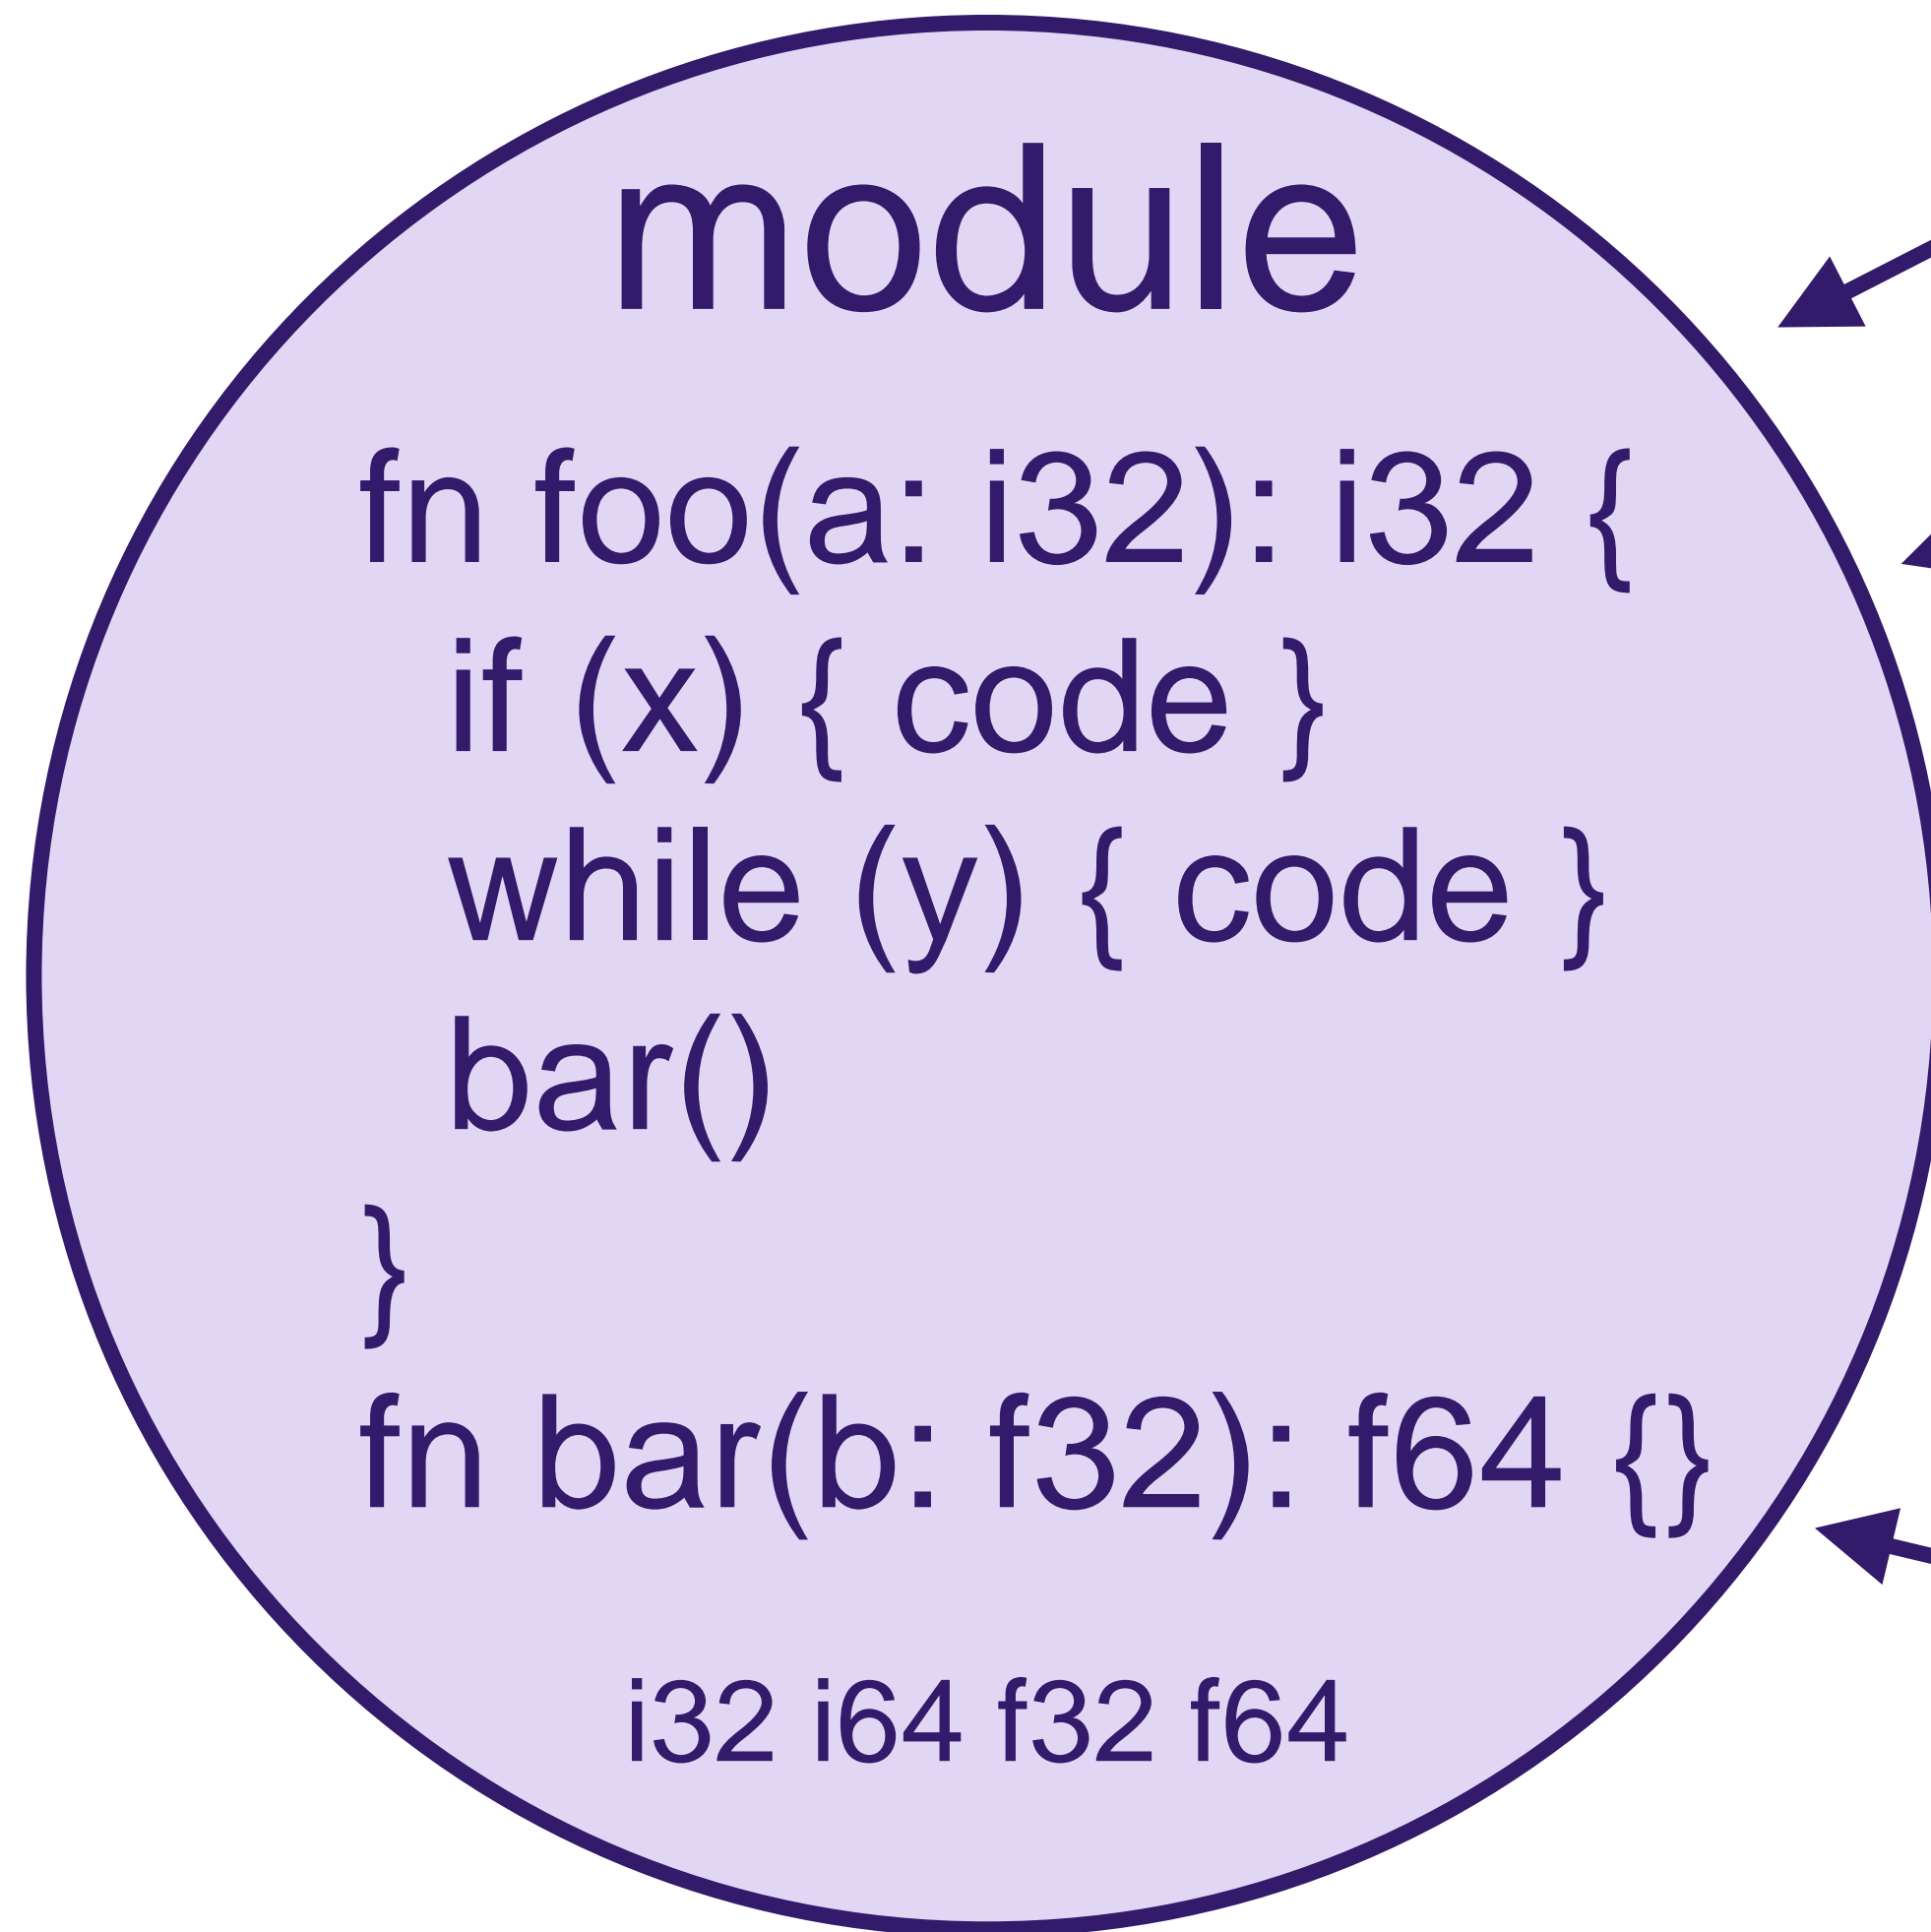 module
fn foo(a: i32): i32 {
if (x) { code }
while (y) { code }
bar()
}
fn bar(b: f32): f64 {}
i32 i64 f32 f64